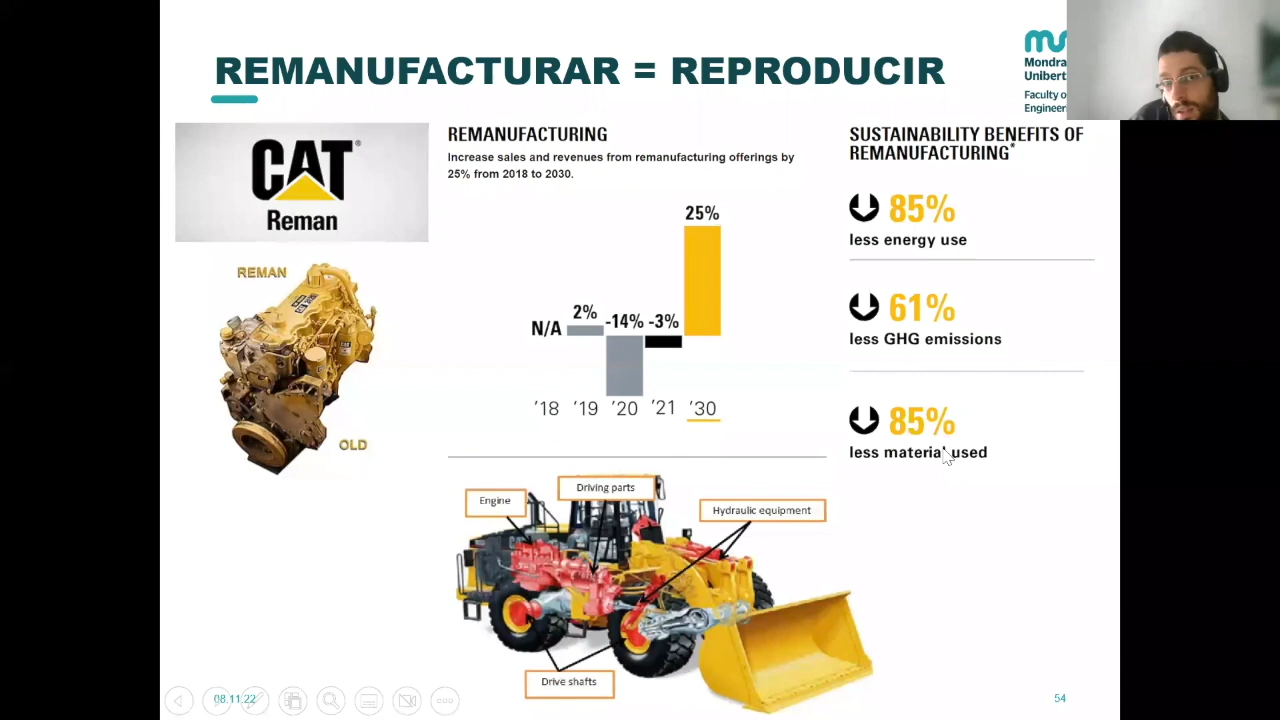 REMANUFACTURAR = REPRODUCIR
Mondra
Unibert
Faculty o
Engineer
CAT®
Reman
REMAN
OLD
REMANUFACTURING
Increase sales and revenues from remanufacturing offerings by
25% from 2018 to 2030.
25%
N/A 2% -14% -3%
'18 '19 '20 '21 '30
SUSTAINABILITY BENEFITS OF
REMANUFACTURING*
85%
less energy use
61%
less GHG emissions
85%
less material used
Engine
Driving parts
Hydraulic equipment
Drive shafts
08.11.22
54